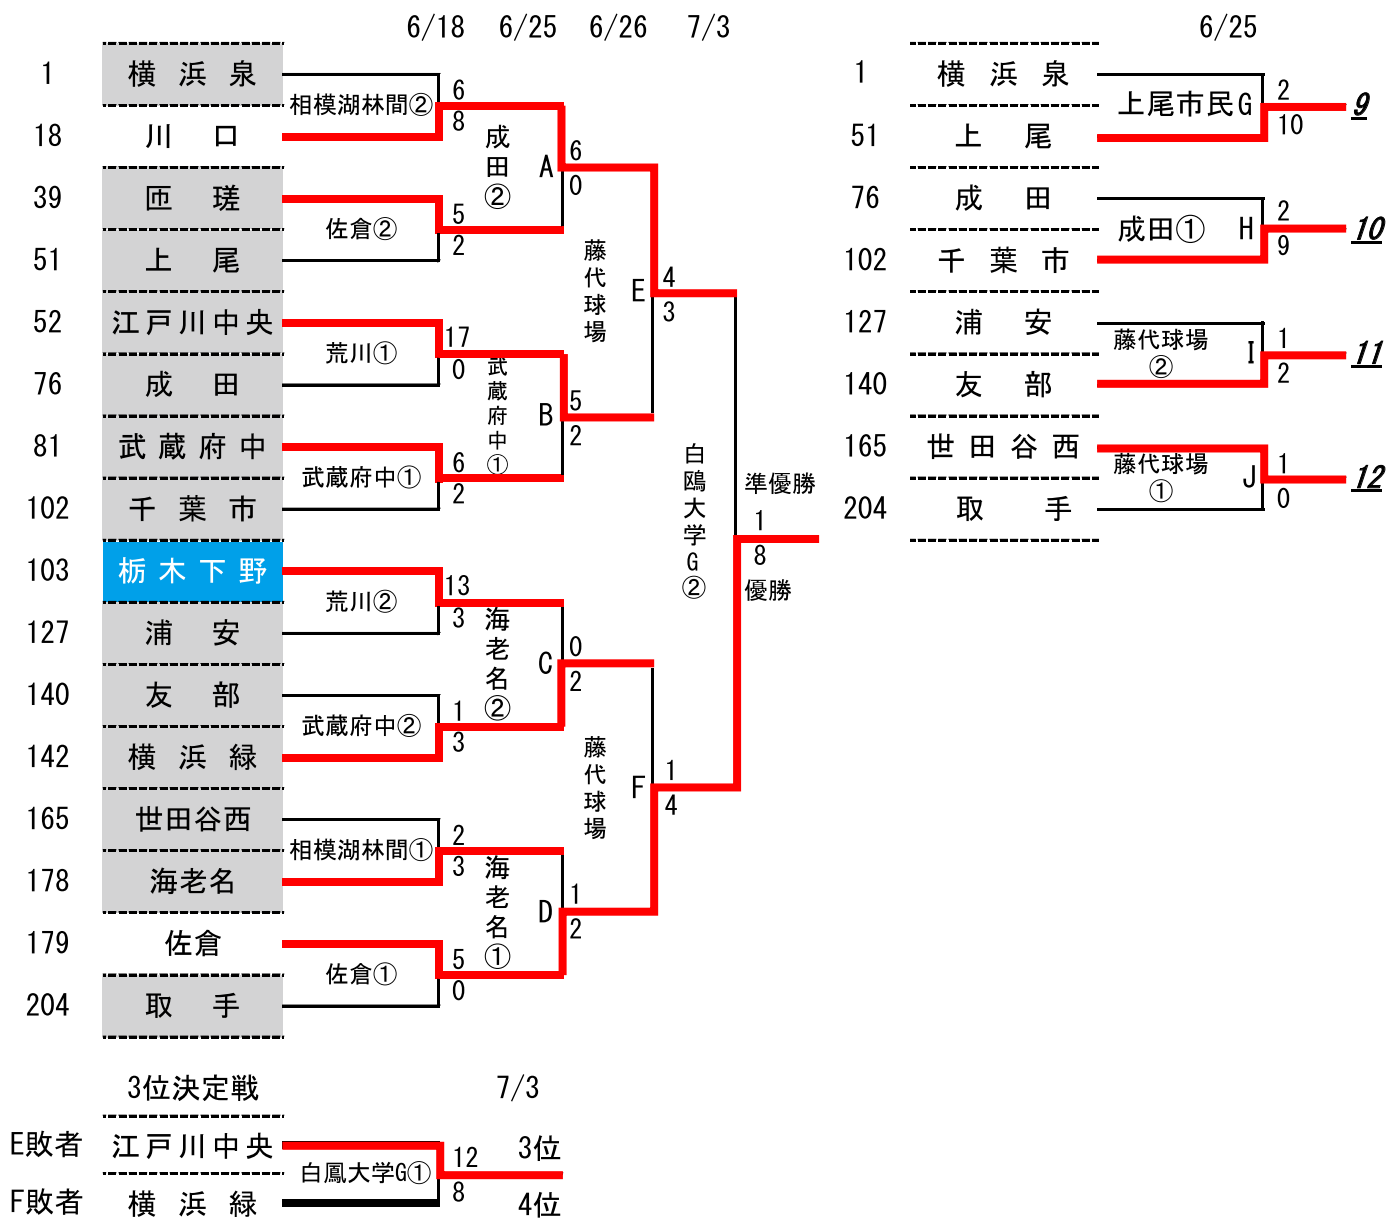 6/18 6/25 6/26 7/3
1 横浜泉
18 川口
39 匝瑳
51 上尾
52 江戸川中央
76 成田
81 武蔵府中
102 千葉市
103 栃木下野
127 浦安
140 友部
142 横浜緑
165 世田谷西
178 海老名
179 佐倉
204 取手
相模湖林間②
6
8
佐倉②
5
2
荒川①
17
0
武蔵府中①
6
2
荒川②
13
3
武蔵府中②
1
3
相模湖林間①
2
3
佐倉①
5
0
成田②
A
6
0
武蔵府中①
B
5
2
海老名②
C
0
2
海老名①
D
1
2
藤代球場
E
4
3
藤代球場
F
1
4
白鴎大学G②
準優勝
1
8
優勝
6/25
1 横浜泉
51 上尾
76 成田
102 千葉市
127 浦安
140 友部
165 世田谷西
204 取手
上尾市民G
2
10
9
成田① H
2
9
10
藤代球場
② I
1
2
11
藤代球場
① J
1
0
12
3位決定戦 7/3
E敗者 江戸川中央
F敗者 横浜緑
白鳳大学G①
12
8
3位
4位